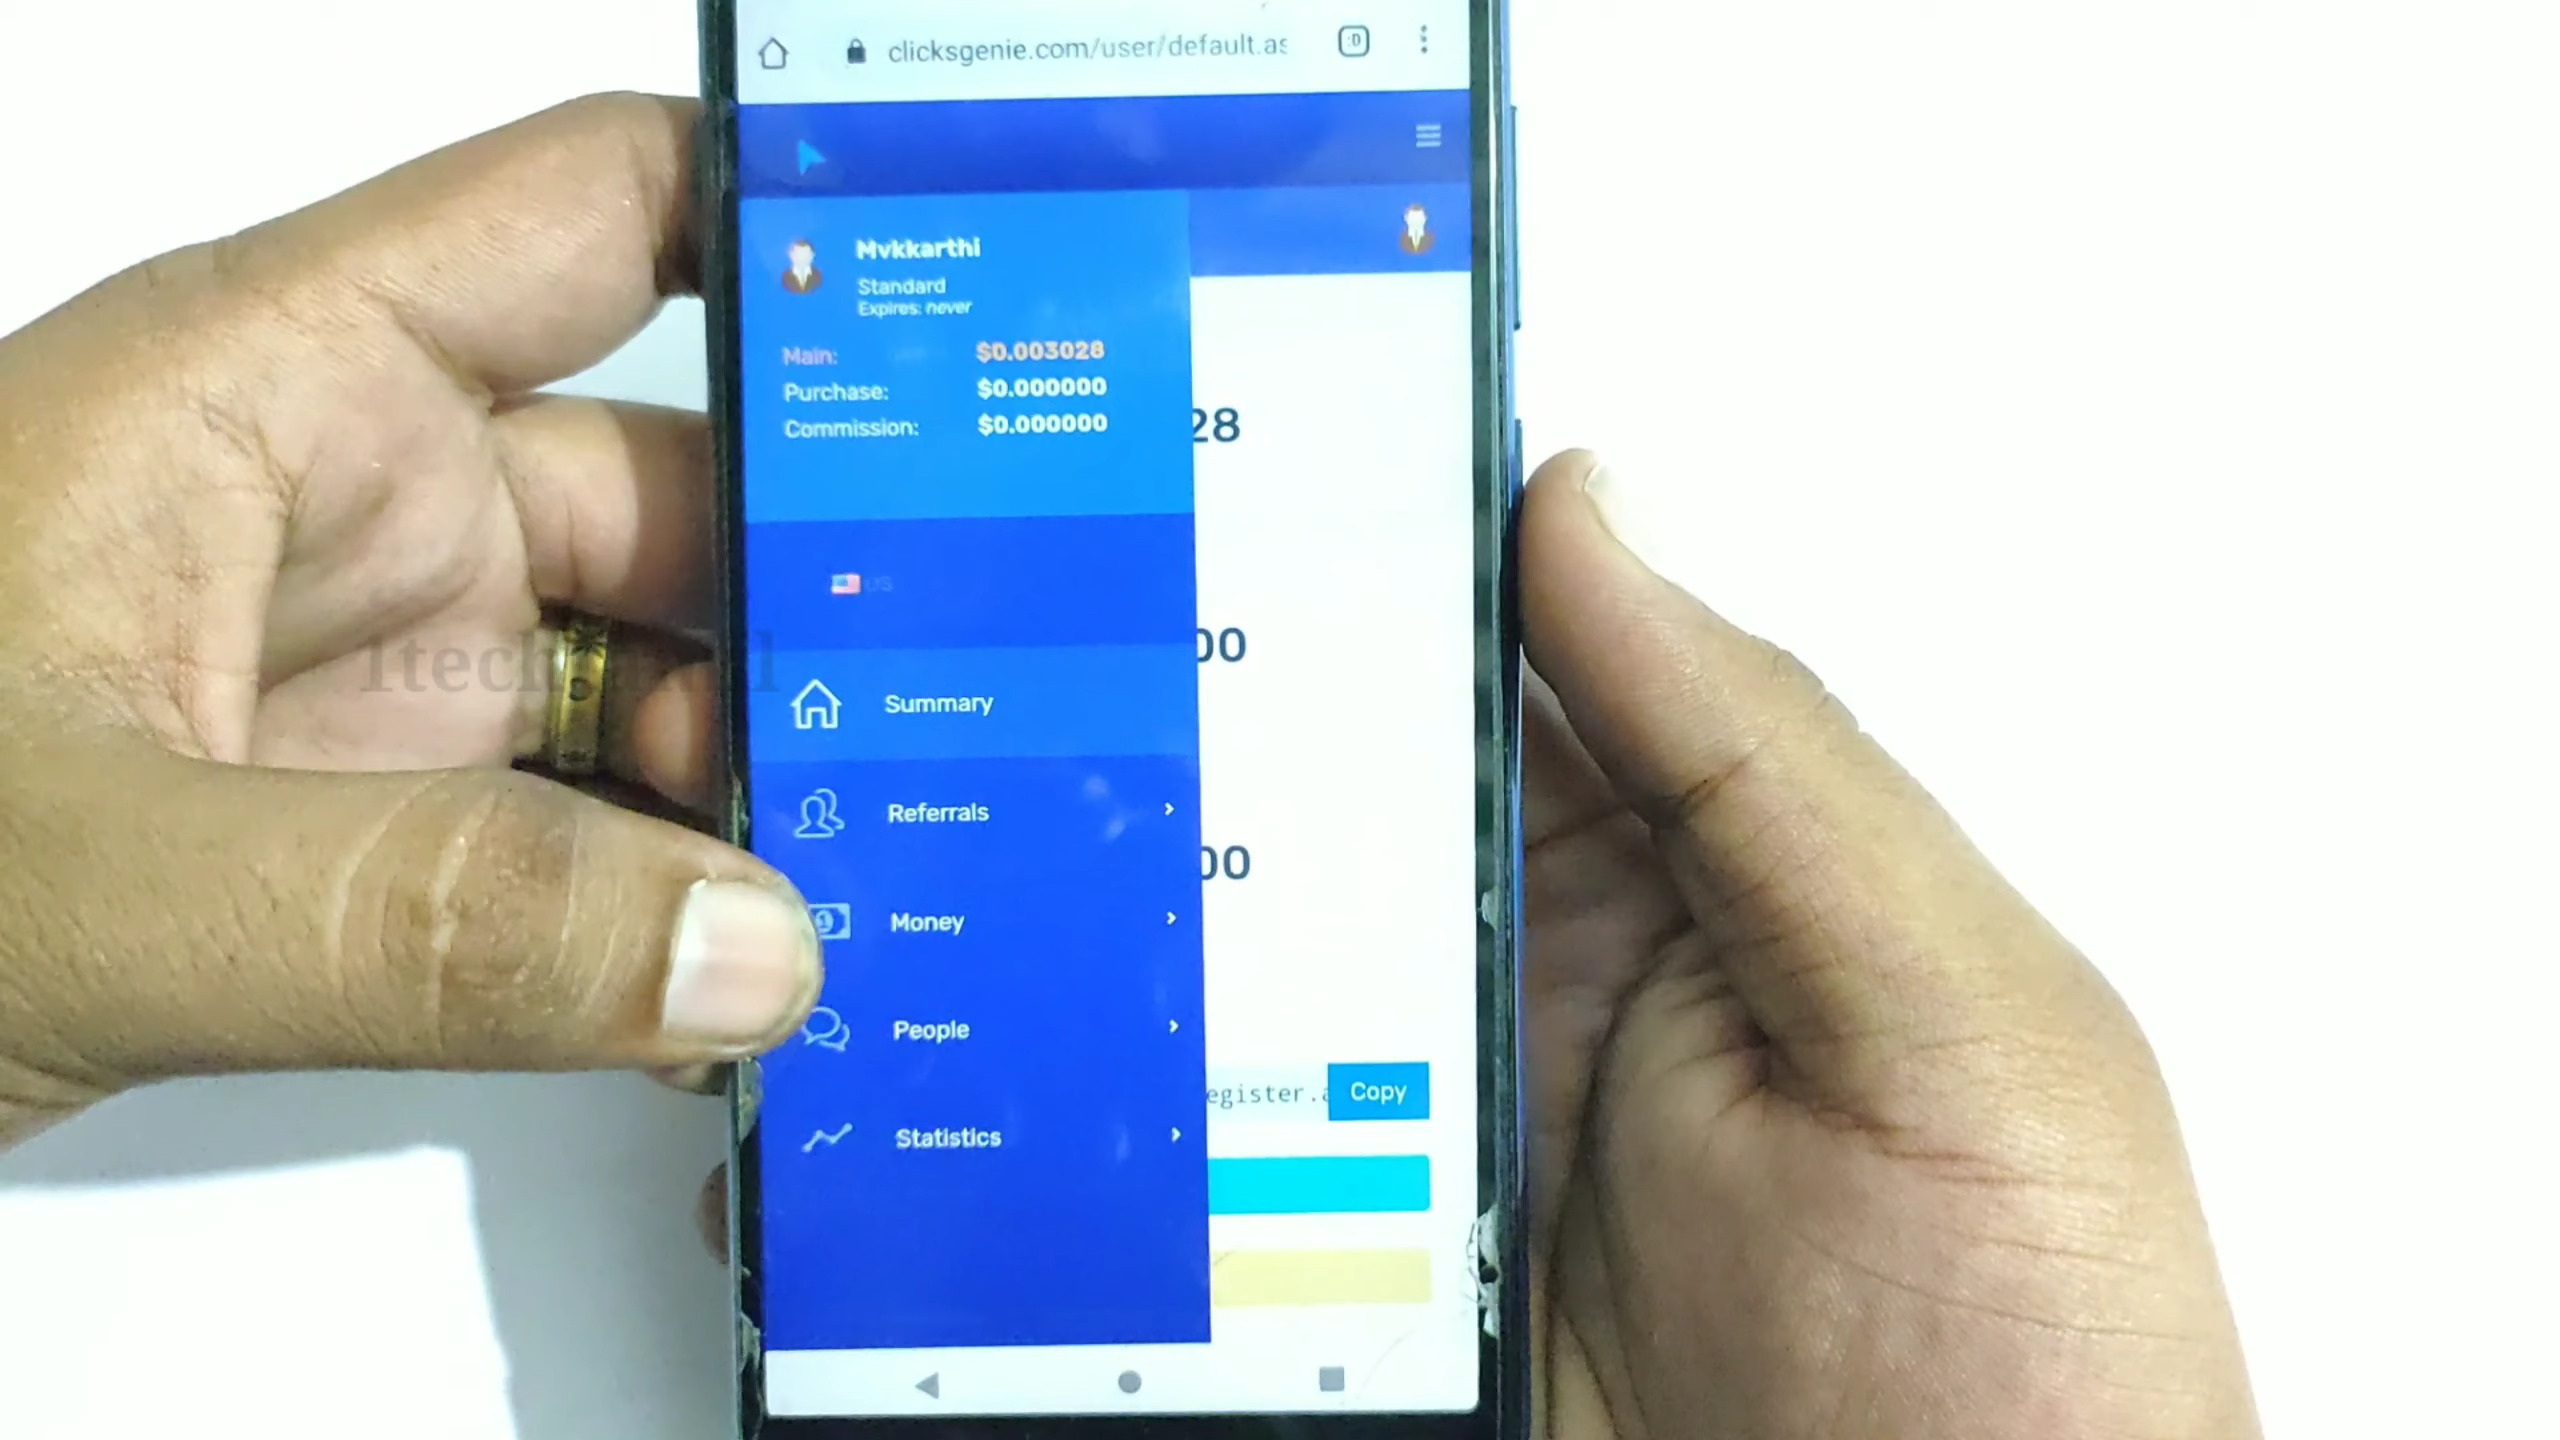 clicksgenie.com/user/default.as
:D
Mvkkarthi
Standard
Expires: never
Main: $0.003028
Purchase: $0.000000
Commission: $0.000000
28
US
00
Summary
Referrals
00
Money
People
egister.a
Copy
Statistics